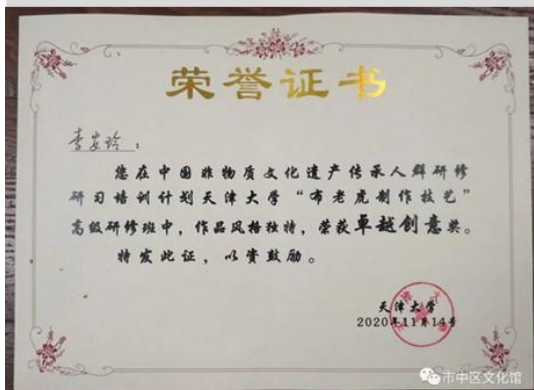 荣誉证书
李安玲：
您在中国非物质文化遗产传承人群研修
研习培训计划天津大学“布老虎制作技艺”
高级研修班中，作品风格独特，荣获卓越创意奖。
特发此证，以资鼓励。
天津大学
2020年11月14号
市中区文化馆